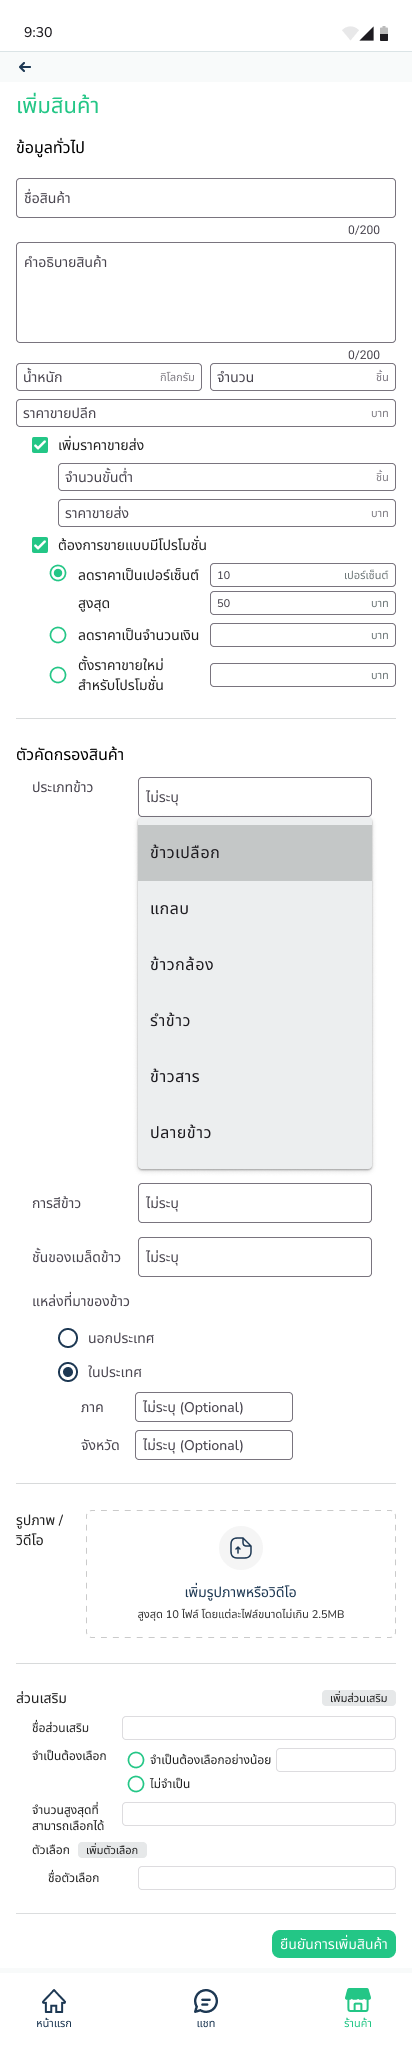 9:30
เพิ่มสินค้า
ข้อมูลทั่วไป
ชื่อสินค้า
0/200
คำอธิบายสินค้า
0/200
น้ำหนัก กิโลกรัม จำนวน ชิ้น
ราคาขายปลีก บาท
เพิ่มราคาขายส่ง
จำนวนขั้นต่ำ ชิ้น
ราคาขายส่ง บาท
ต้องการขายแบบมีโปรโมชั่น
ลดราคาเป็นเปอร์เซ็นต์ 10 เปอร์เซ็นต์
สูงสุด 50 บาท
ลดราคาเป็นจำนวนเงิน บาท
ตั้งราคาขายใหม่
สำหรับโปรโมชั่น บาท
ตัวคัดกรองสินค้า
ประเภทข้าว ไม่ระบุ
ข้าวเปลือก
แกลบ
ข้าวกล้อง
รำข้าว
ข้าวสาร
ปลายข้าว
การสีข้าว ไม่ระบุ
ชั้นของเมล็ดข้าว ไม่ระบุ
แหล่งที่มาของข้าว
นอกประเทศ
ในประเทศ
ภาค ไม่ระบุ (Optional)
จังหวัด ไม่ระบุ (Optional)
รูปภาพ /
วิดีโอ
เพิ่มรูปภาพหรือวิดีโอ
สูงสุด 10 ไฟล์ โดยแต่ละไฟล์ขนาดไม่เกิน 2.5MB
ส่วนเสริม เพิ่มส่วนเสริม
ชื่อส่วนเสริม
จำเป็นต้องเลือก จำเป็นต้องเลือกอย่างน้อย
ไม่จำเป็น
จำนวนสูงสุดที่
สามารถเลือกได้
ตัวเลือก เพิ่มตัวเลือก
ชื่อตัวเลือก
ยืนยันการเพิ่มสินค้า
หน้าแรก แชท ร้านค้า